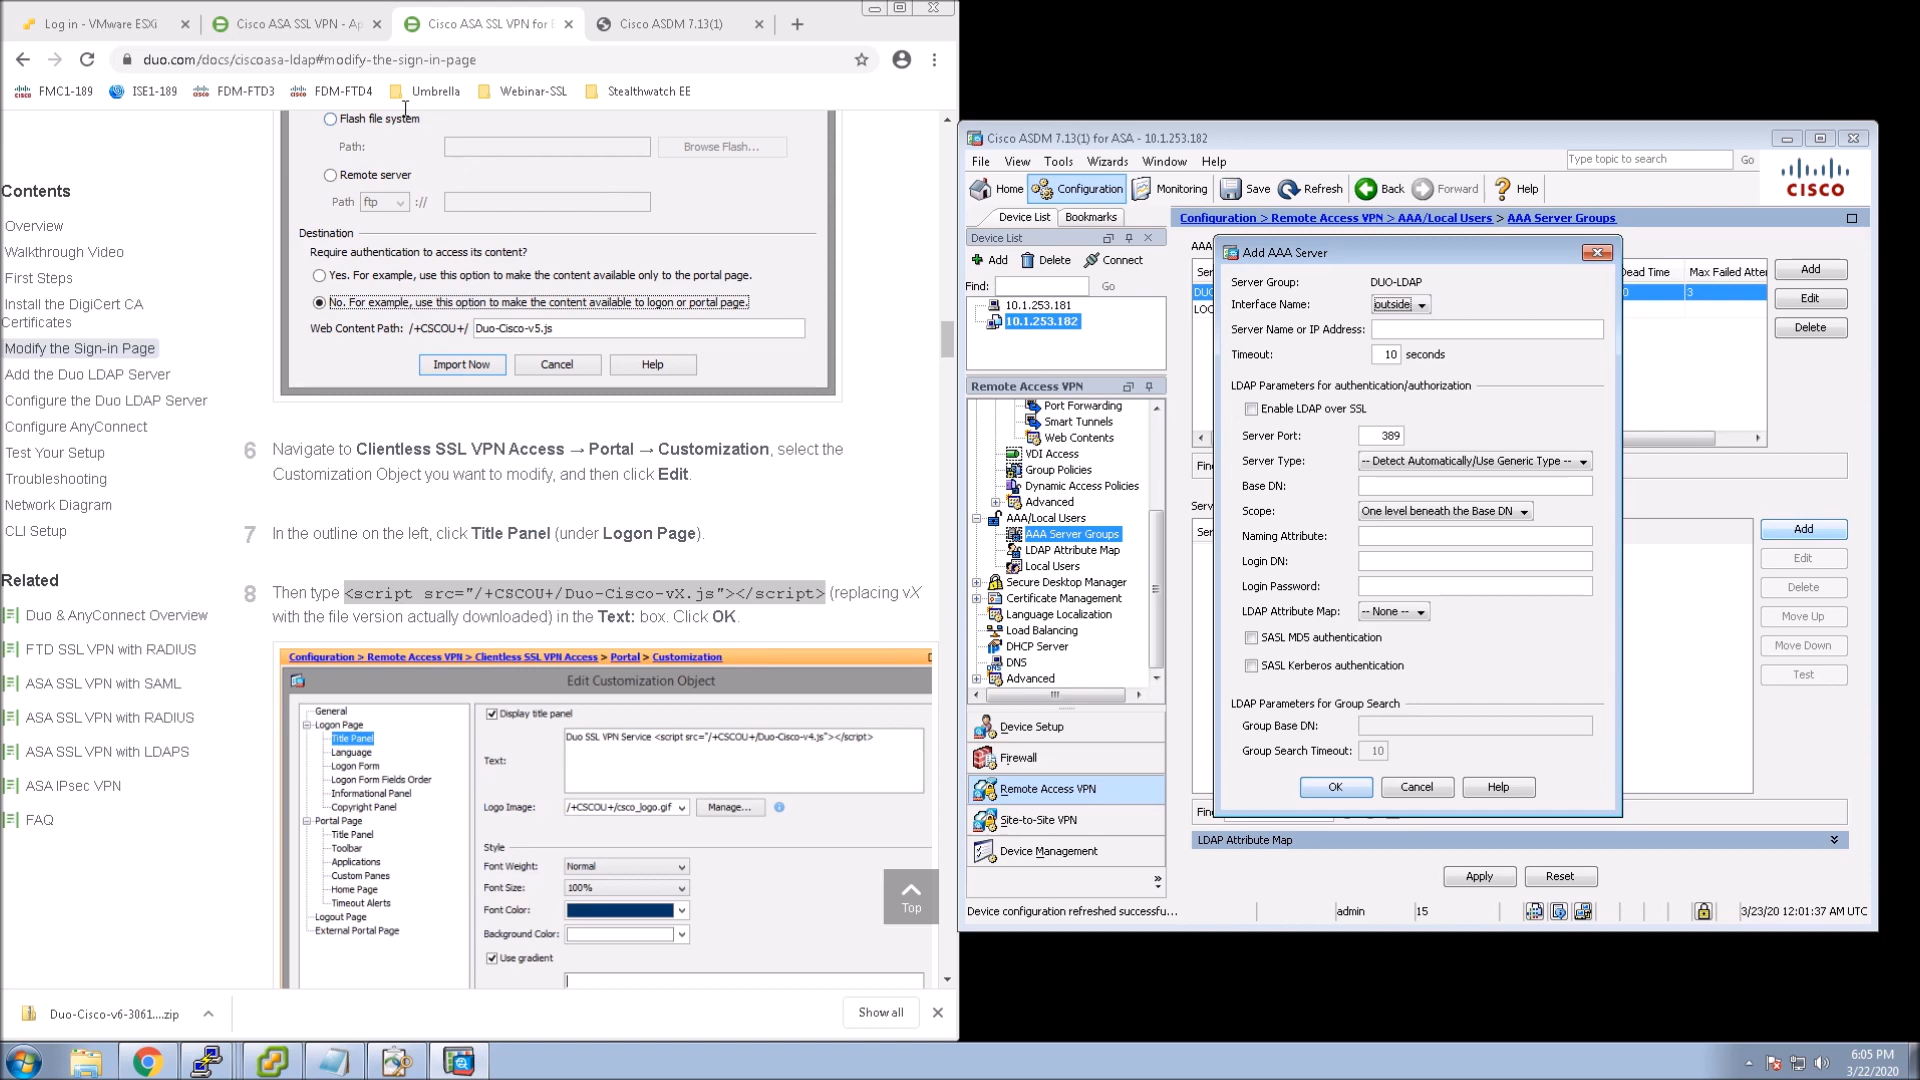 Log in - VMware ESXi
Cisco ASA SSL VPN - Ap
Cisco ASA SSL VPN for E
Cisco ASDM 7.13(1)
duo.com/docs/ciscoasa-ldap#modify-the-sign-in-page
FMC1-189
ISE1-189
FDM-FTD3
FDM-FTD4
Umbrella
Webinar-SSL
Stealthwatch EE
Contents
Overview
Walkthrough Video
First Steps
Install the DigiCert CA
Certificates
Modify the Sign-in Page
Add the Duo LDAP Server
Configure the Duo LDAP Server
Configure AnyConnect
Test Your Setup
Troubleshooting
Network Diagram
CLI Setup
Related
Duo & AnyConnect Overview
FTD SSL VPN with RADIUS
ASA SSL VPN with SAML
ASA SSL VPN with RADIUS
ASA SSL VPN with LDAPS
ASA IPsec VPN
FAQ
Flash file system
Path:
Browse Flash...
Remote server
Path ftp ://
Destination
Require authentication to access its content?
Yes. For example, use this option to make the content available only to the portal page.
No. For example, use this option to make the content available to logon or portal page.
Web Content Path: /+CSCOU+/ Duo-Cisco-v5.js
Import Now
Cancel
Help
6 Navigate to Clientless SSL VPN Access → Portal → Customization, select the
Customization Object you want to modify, and then click Edit.
7 In the outline on the left, click Title Panel (under Logon Page).
8 Then type <script src="/+CSCOU+/Duo-Cisco-vX.js"></script> (replacing vX
with the file version actually downloaded) in the Text: box. Click OK.
Configuration > Remote Access VPN > Clientless SSL VPN Access > Portal > Customization
Edit Customization Object
General
Logon Page
Title Panel
Language
Logon Form
Logon Form Fields Order
Informational Panel
Copyright Panel
Portal Page
Title Panel
Toolbar
Applications
Custom Panes
Home Page
Timeout Alerts
Logout Page
External Portal Page
Display title panel
Text:
Duo SSL VPN Service <script src="/+CSCOU+/Duo-Cisco-v4.js"></script>
Logo Image: /+CSCOU+/csco_logo.gif
Manage...
Style
Font Weight: Normal
Font Size: 100%
Font Color:
Background Color:
Use gradient
Top
Duo-Cisco-v6-3061....zip
Show all
Cisco ASDM 7.13(1) for ASA - 10.1.253.182
File View Tools Wizards Window Help
Type topic to search
Go
CISCO
Home
Configuration
Monitoring
Save
Refresh
Back
Forward
Help
Device List
Bookmarks
Configuration > Remote Access VPN > AAA/Local Users > AAA Server Groups
Device List
Add
Delete
Connect
Find:
Go
10.1.253.181
10.1.253.182
Remote Access VPN
Port Forwarding
Smart Tunnels
Web Contents
VDI Access
Group Policies
Dynamic Access Policies
Advanced
AAA/Local Users
AAA Server Groups
LDAP Attribute Map
Local Users
Secure Desktop Manager
Certificate Management
Language Localization
Load Balancing
DHCP Server
DNS
Advanced
Device Setup
Firewall
Remote Access VPN
Site-to-Site VPN
Device Management
AAA
Ser
DUO
LOC
Dead Time
Max Failed Atte
0
3
Add
Edit
Delete
Fin
Serv
Ser
Add
Edit
Delete
Move Up
Move Down
Test
Fin
LDAP Attribute Map
Apply
Reset
Add AAA Server
Server Group: DUO-LDAP
Interface Name: outside
Server Name or IP Address:
Timeout: 10 seconds
LDAP Parameters for authentication/authorization
Enable LDAP over SSL
Server Port: 389
Server Type: -- Detect Automatically/Use Generic Type --
Base DN:
Scope: One level beneath the Base DN
Naming Attribute:
Login DN:
Login Password:
LDAP Attribute Map: -- None --
SASL MD5 authentication
SASL Kerberos authentication
LDAP Parameters for Group Search
Group Base DN:
Group Search Timeout: 10
OK
Cancel
Help
Device configuration refreshed successfu...
admin
15
3/23/20 12:01:37 AM UTC
6:05 PM
3/22/2020